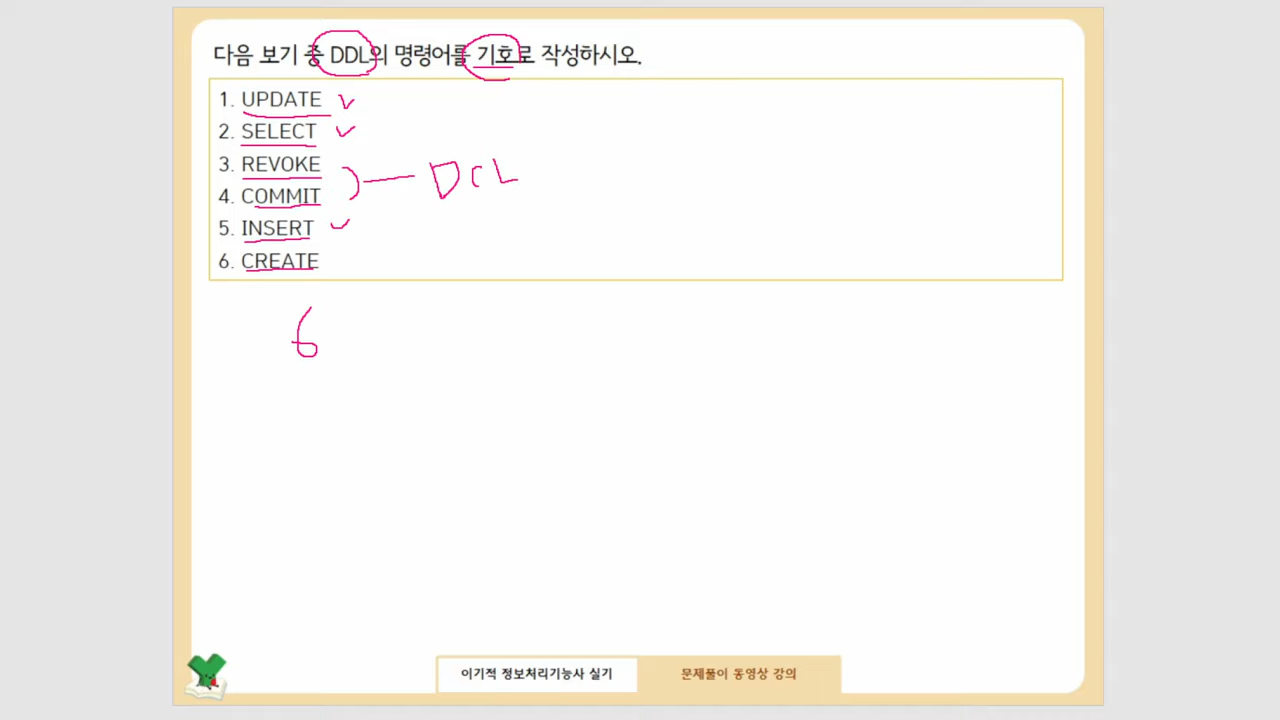 다음 보기 중 DDL의 명령어를 기호로 작성하시오.
1. UPDATE
2. SELECT
3. REVOKE
4. COMMIT
DCL
5. INSERT
6. CREATE
6
이기적 정보처리기능사 실기
문제풀이 동영상 강의